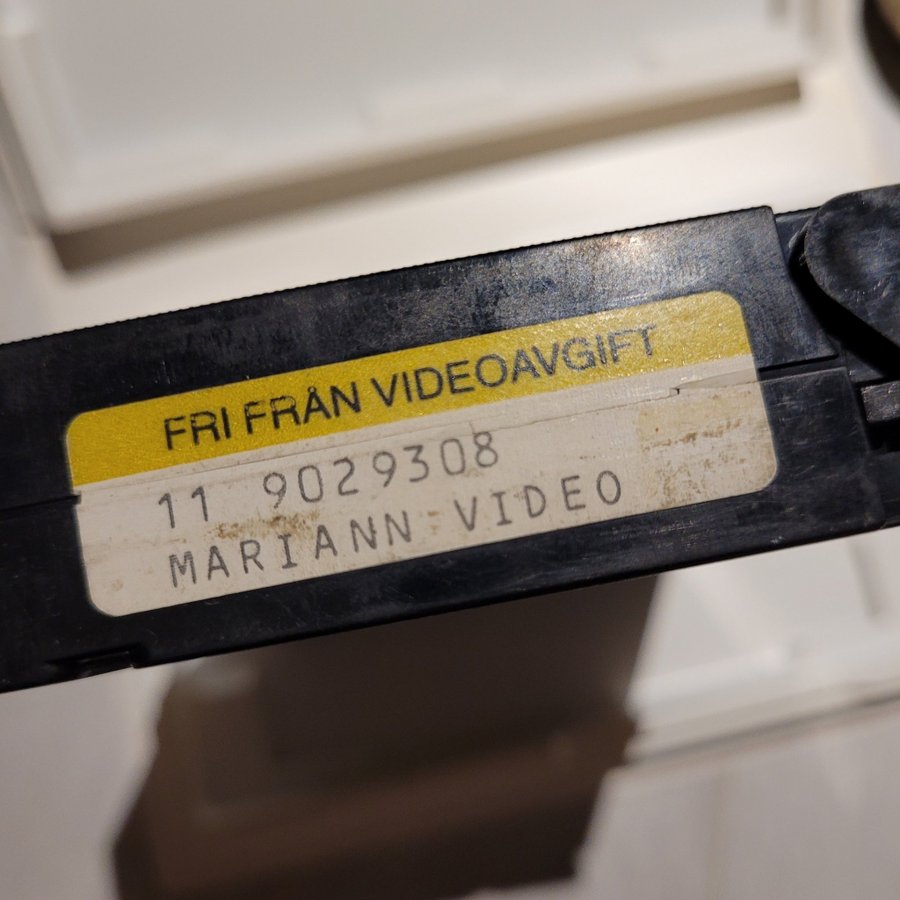 FRI FRÅN VIDEOAVGIFT
11 9029308
MARIANN VIDEO